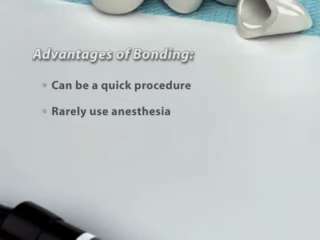 Advantages of Bonding:
Can be a quick procedure
Rarely use anesthesia